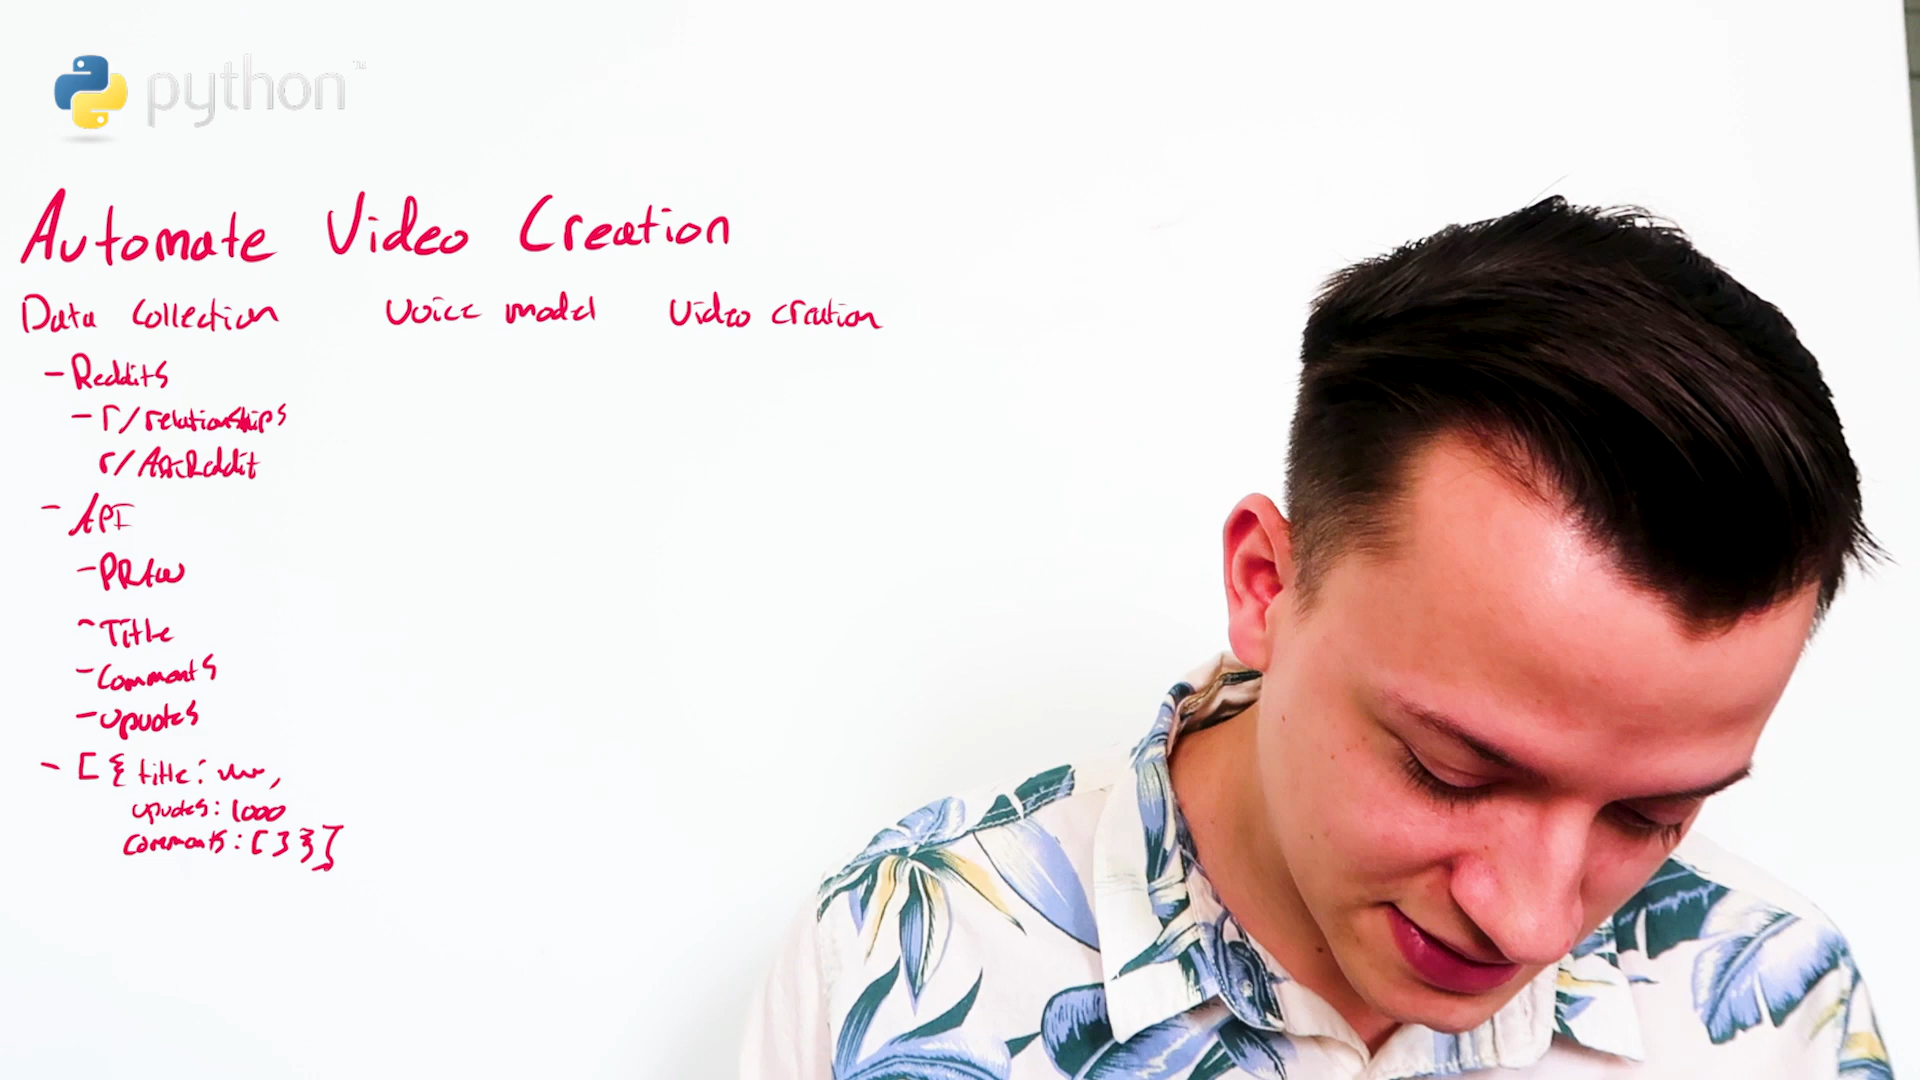 python™
Automate Video Creation
Data Collection Voice model Video creation
- Reddits
- r/relationships
r/AskReddit
- API
- PRAW
- Title
- Comments
- upvotes
- [{title: ,
upvotes: 1000
comments: [ ] } ]